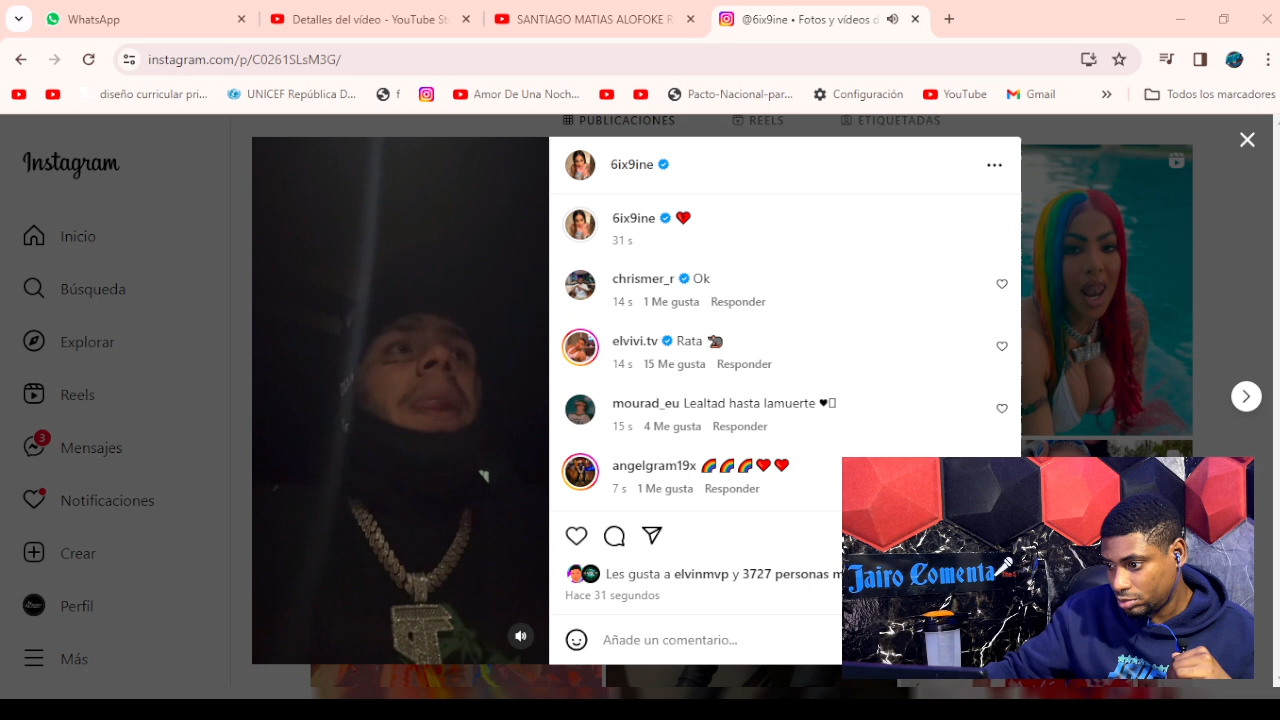 WhatsApp
Detalles del vídeo - YouTube St
SANTIAGO MATIAS ALOFOKE R
@6ix9ine • Fotos y vídeos d
instagram.com/p/C0261SLsM3G/
diseño curricular pri...
UNICEF República D...
f
Amor De Una Noch...
Pacto-Nacional-par...
Configuración
YouTube
Gmail
Todos los marcadores
PUBLICACIONES
REELS
ETIQUETADAS
Instagram
Inicio
Búsqueda
Explorar
Reels
3
Mensajes
Notificaciones
Crear
Perfil
Más
6ix9ine
6ix9ine ❤️
31 s
chrismer_r Ok
14 s 1 Me gusta Responder
elvivi.tv Rata 🐀
14 s 15 Me gusta Responder
mourad_eu Lealtad hasta lamuerte ♥
15 s 4 Me gusta Responder
angelgram19x 🌈🌈🌈❤️❤️
7 s 1 Me gusta Responder
Les gusta a elvinmvp y 3727 personas m
Hace 31 segundos
Añade un comentario...
Jairo Comenta